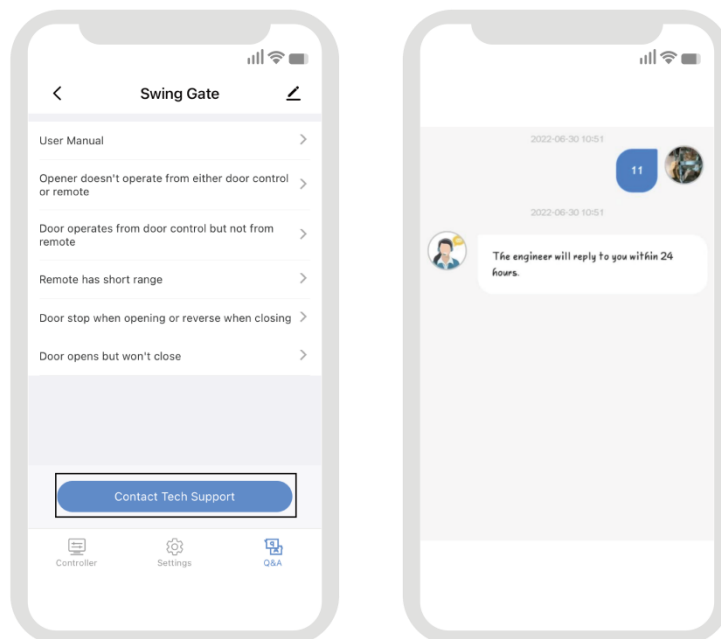 Swing Gate
User Manual
Opener doesn't operate from either door control
or remote
Door operates from door control but not from
remote
Remote has short range
Door stop when opening or reverse when closing
Door opens but won't close
Contact Tech Support
Controller
Settings
Q&A
2022-06-30 10:51
11
2022-06-30 10:51
The engineer will reply to you within 24
hours.